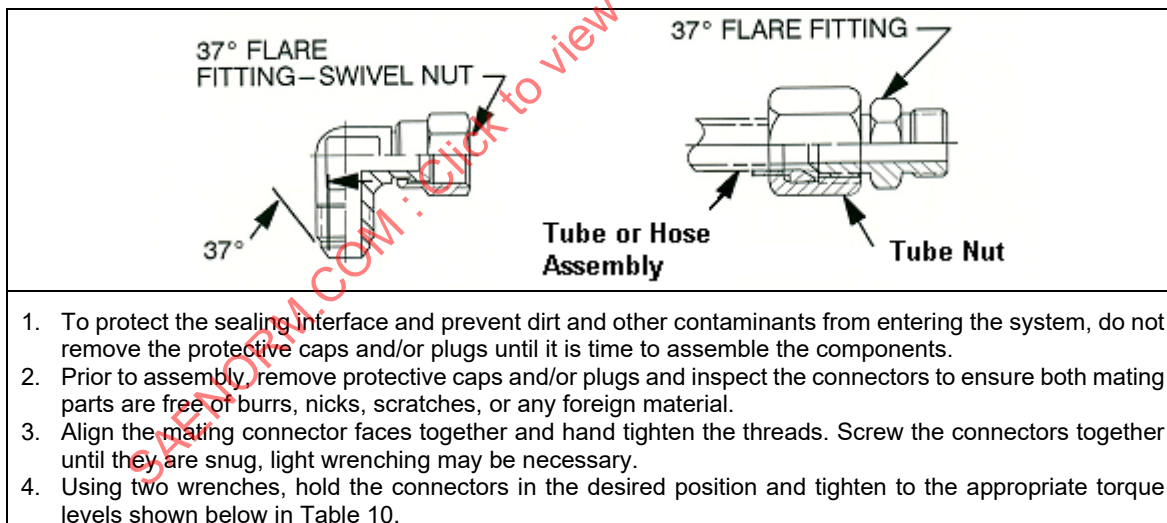 37° FLARE
FITTING–SWIVEL NUT
37° FLARE FITTING
37°
Tube or Hose
Assembly
Tube Nut
SAENORM.COM : Click to view
1. To protect the sealing interface and prevent dirt and other contaminants from entering the system, do not
remove the protective caps and/or plugs until it is time to assemble the components.
2. Prior to assembly, remove protective caps and/or plugs and inspect the connectors to ensure both mating
parts are free of burrs, nicks, scratches, or any foreign material.
3. Align the mating connector faces together and hand tighten the threads. Screw the connectors together
until they are snug, light wrenching may be necessary.
4. Using two wrenches, hold the connectors in the desired position and tighten to the appropriate torque
levels shown below in Table 10.